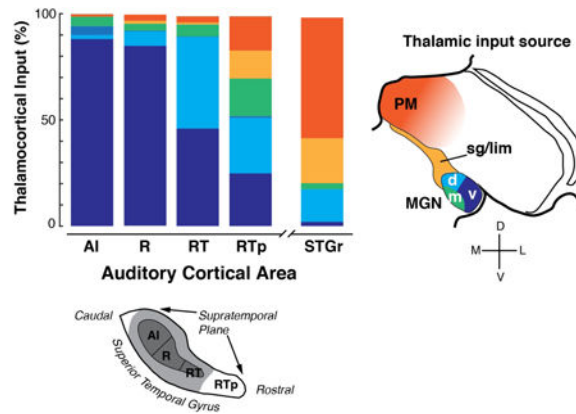 Thalamocortical Input (%)
100
50
0
AI R RT RTp STGr
Auditory Cortical Area
Thalamic input source
PM
sg/lim
d
m
v
MGN
D
M L
V
Caudal
Supratemporal
Plane
AI
R
RT
RTp
Rostral
Superior Temporal Gyrus